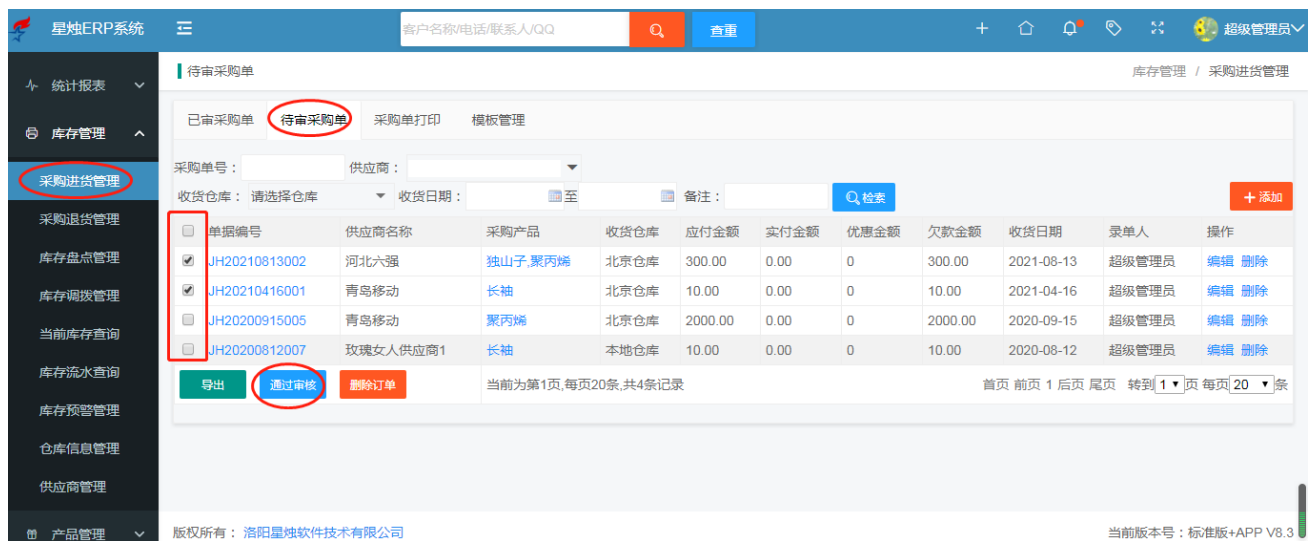 星烛ERP系统
客户名称/电话/联系人/QQ
查重
超级管理员
统计报表
库存管理
采购进货管理
采购退货管理
库存盘点管理
库存调拨管理
当前库存查询
库存流水查询
库存预警管理
仓库信息管理
供应商管理
产品管理
待审采购单
库存管理 / 采购进货管理
已审采购单 待审采购单 采购单打印 模板管理
采购单号： 供应商：
收货仓库： 请选择仓库 收货日期： 至 备注： 检索 添加
单据编号 供应商名称 采购产品 收货仓库 应付金额 实付金额 优惠金额 欠款金额 收货日期 录单人 操作
JH20210813002 河北六强 独山子,聚丙烯 北京仓库 300.00 0.00 0 300.00 2021-08-13 超级管理员 编辑 删除
JH20210416001 青岛移动 长袖 北京仓库 10.00 0.00 0 10.00 2021-04-16 超级管理员 编辑 删除
JH20200915005 青岛移动 聚丙烯 北京仓库 2000.00 0.00 0 2000.00 2020-09-15 超级管理员 编辑 删除
JH20200812007 玫瑰女人供应商1 长袖 本地仓库 10.00 0.00 0 10.00 2020-08-12 超级管理员 编辑 删除
导出 通过审核 删除订单 当前为第1页,每页20条,共4条记录 首页 前页 1 后页 尾页 转到 1 页 每页 20 条
版权所有： 洛阳星烛软件技术有限公司 当前版本号：标准版+APP V8.3